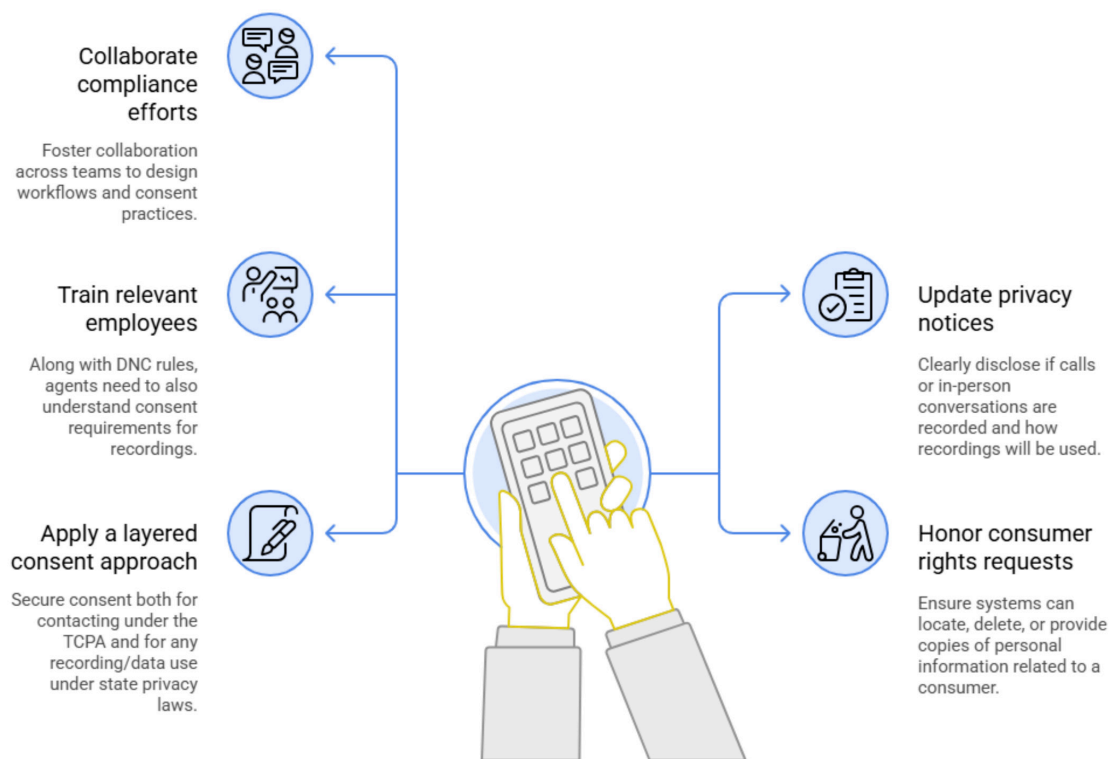 Collaborate
compliance
efforts
Foster collaboration
across teams to design
workflows and consent
practices.
Train relevant
employees
Along with DNC rules,
agents need to also
understand consent
requirements for
recordings.
Apply a layered
consent approach
Secure consent both for
contacting under the
TCPA and for any
recording/data use
under state privacy
laws.
Update privacy
notices
Clearly disclose if calls
or in-person
conversations are
recorded and how
recordings will be used.
Honor consumer
rights requests
Ensure systems can
locate, delete, or provide
copies of personal
information related to a
consumer.